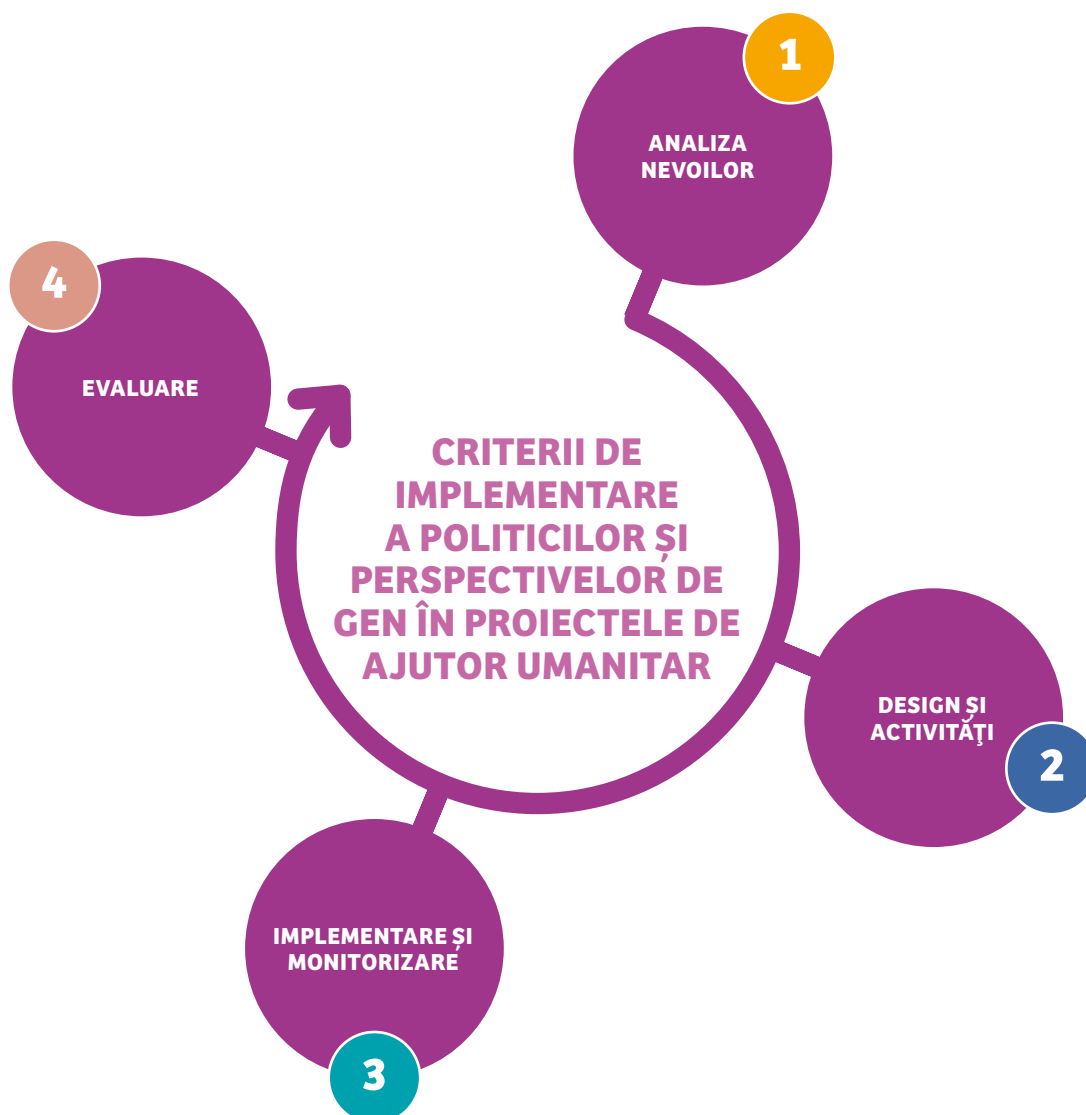 1
ANALIZA
NEVOILOR
4
EVALUARE
CRITERII DE
IMPLEMENTARE
A POLITICILOR ȘI
PERSPECTIVELOR DE
GEN ÎN PROIECTELE DE
AJUTOR UMANITAR
DESIGN ȘI
ACTIVITĂŢI
2
IMPLEMENTARE ȘI
MONITORIZARE
3